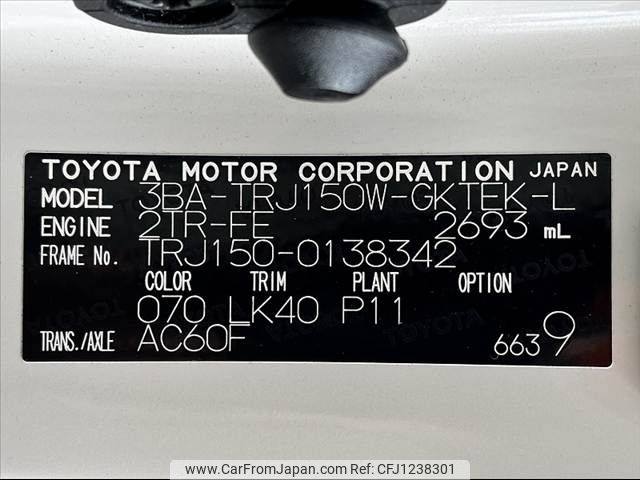 TOYOTA MOTOR CORPORATION JAPAN
MODEL 3BA-TRJ150W-GKTEK-L
ENGINE 2TR-FE 2693 mL
FRAME No. TRJ150-0138342
COLOR TRIM PLANT OPTION
070 LK40 P11
TRANS./AXLE AC60F 6639
www.CarFromJapan.com - CFJ1238301